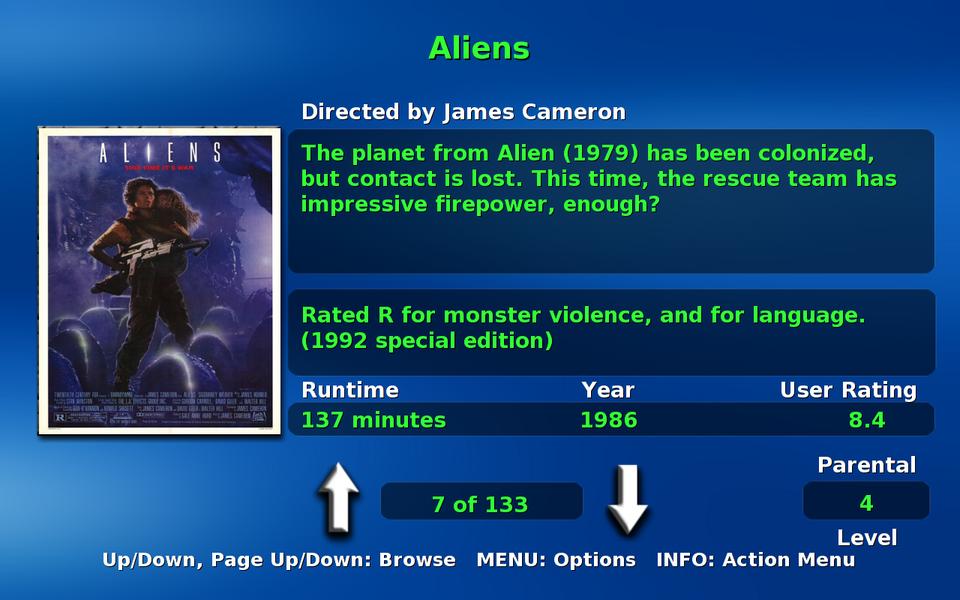 Aliens
Directed by James Cameron
ALIENS
THIS TIME IT'S WAR
The planet from Alien (1979) has been colonized,
but contact is lost. This time, the rescue team has
impressive firepower, enough?
Rated R for monster violence, and for language.
(1992 special edition)
Runtime Year User Rating
137 minutes 1986 8.4
Parental
7 of 133 4
Level
Up/Down, Page Up/Down: Browse MENU: Options INFO: Action Menu